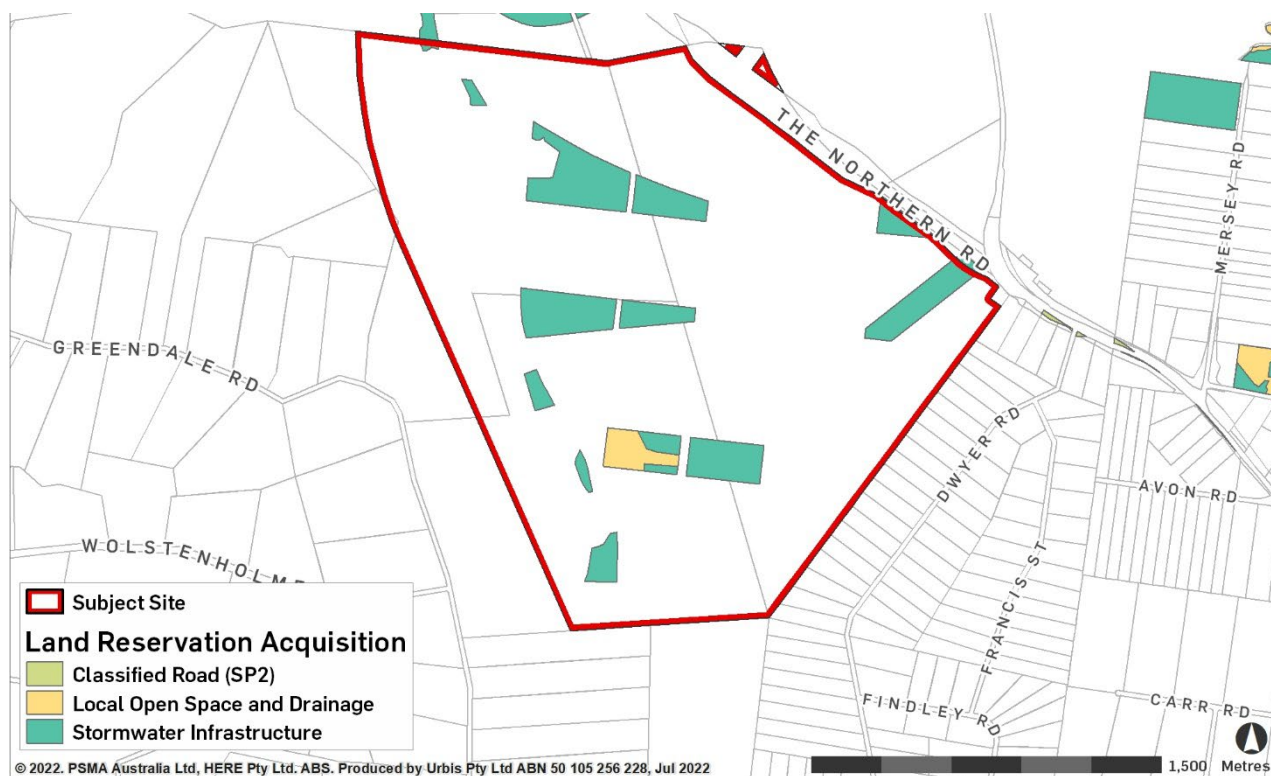 THE NORTHERN RD
MERSEY RD
GREENDALE RD
DWYER RD
AVON RD
WOLSTENHOLME
FRANCIS ST
FINDLEY RD
CARR RD
Subject Site
Land Reservation Acquisition
Classified Road (SP2)
Local Open Space and Drainage
Stormwater Infrastructure
1,500 Metres
© 2022. PSMA Australia Ltd, HERE Pty Ltd. ABS. Produced by Urbis Pty Ltd ABN 50 105 256 228, Jul 2022